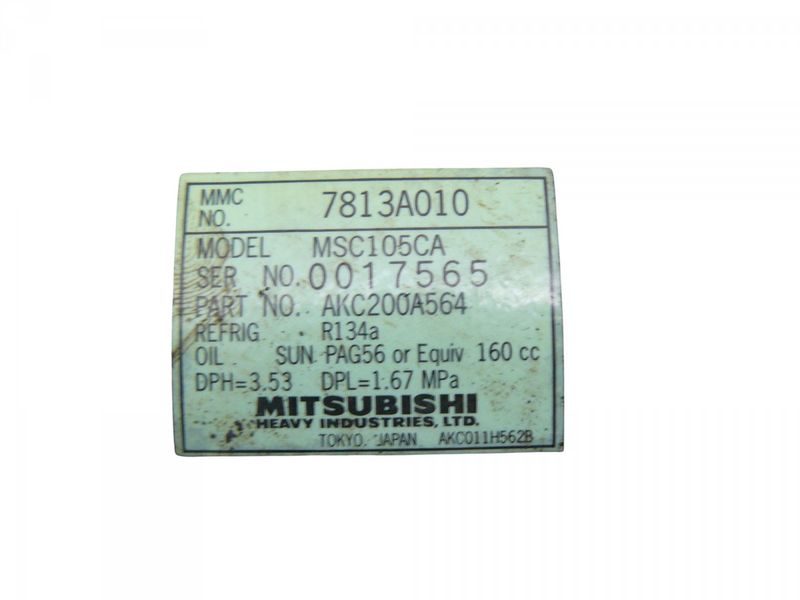 MMC NO. 7813A010
MODEL MSC105CA
SER NO. 0017565
PART NO. AKC200A564
REFRIG R134a
OIL SUN PAG56 or Equiv 160 cc
DPH=3.53 DPL=1.67 MPa
MITSUBISHI
HEAVY INDUSTRIES, LTD.
TOKYO, JAPAN AKC011H562B